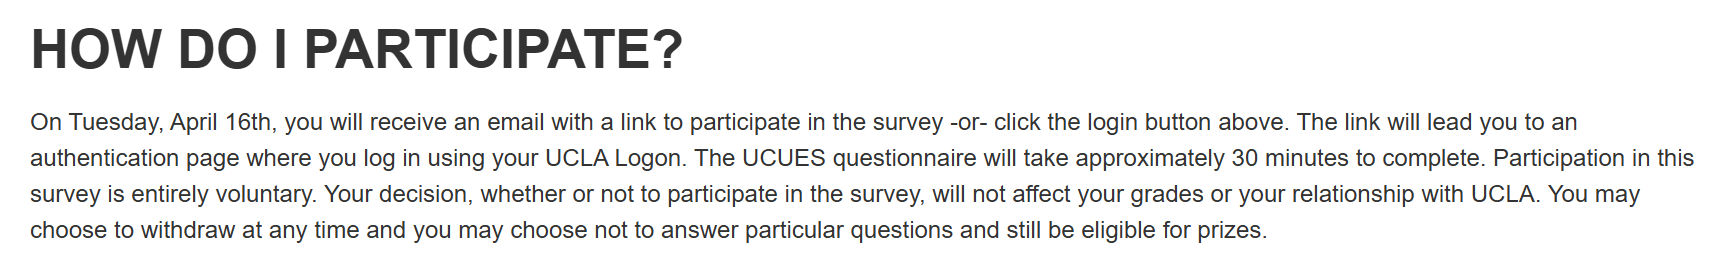 HOW DO I PARTICIPATE?
On Tuesday, April 16th, you will receive an email with a link to participate in the survey -or- click the login button above. The link will lead you to an
authentication page where you log in using your UCLA Logon. The UCUES questionnaire will take approximately 30 minutes to complete. Participation in this
survey is entirely voluntary. Your decision, whether or not to participate in the survey, will not affect your grades or your relationship with UCLA. You may
choose to withdraw at any time and you may choose not to answer particular questions and still be eligible for prizes.